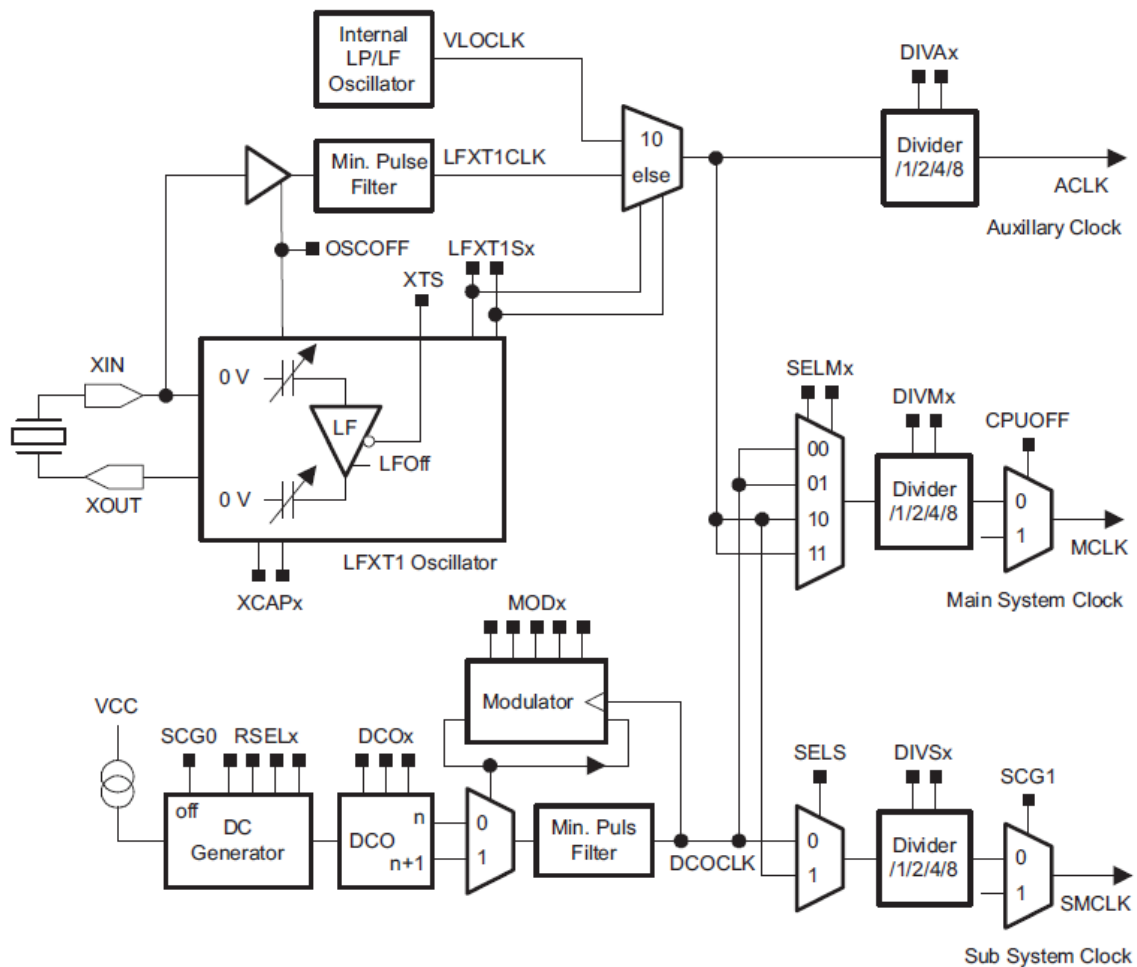 Internal
LP/LF
Oscillator
VLOCLK
DIVAx
Min. Pulse
Filter
LFXT1CLK
10
else
Divider
/1/2/4/8
ACLK
Auxillary Clock
OSCOFF
LFXT1Sx
XTS
XIN
0 V
LF
LFOff
0 V
XOUT
LFXT1 Oscillator
XCAPx
SELMx
DIVMx
CPUOFF
00
01
10
11
Divider
/1/2/4/8
0
1
MCLK
Main System Clock
MODx
Modulator
VCC
SCG0
RSELx
DCOx
off
DC
Generator
n
DCO
n+1
0
1
Min. Puls
Filter
DCOCLK
SELS
DIVSx
SCG1
0
1
Divider
/1/2/4/8
0
1
SMCLK
Sub System Clock